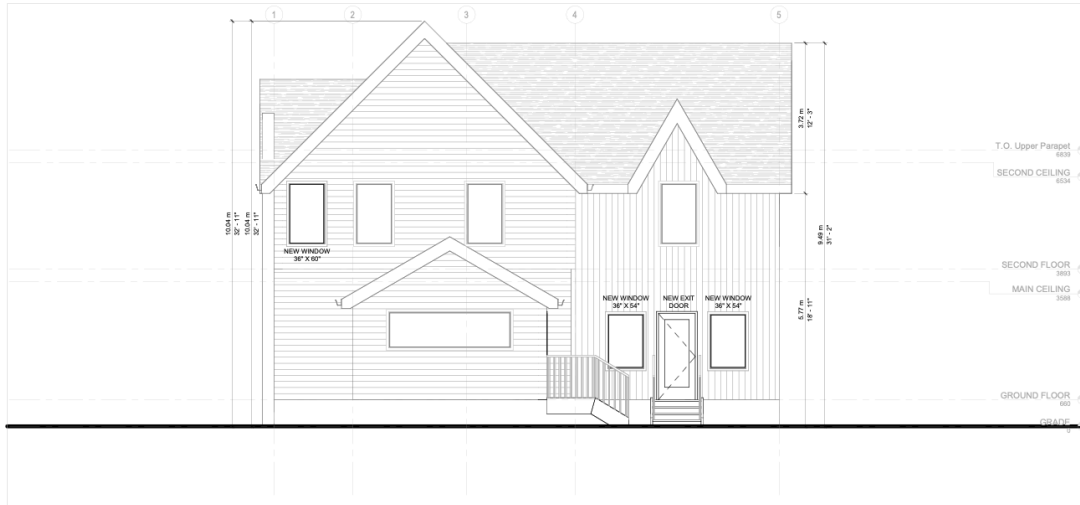 1
2
3
4
5
T.O. Upper Parapet
6839
SECOND CEILING
6534
SECOND FLOOR
3893
MAIN CEILING
3588
GROUND FLOOR
660
GRADE
0
10.04 m
32' - 11"
10.04 m
32' - 11"
3.72 m
12' - 3"
9.49 m
31' - 2"
5.77 m
18' - 11"
NEW WINDOW
36" X 60"
NEW WINDOW
36" X 54"
NEW EXIT
DOOR
NEW WINDOW
36" X 54"